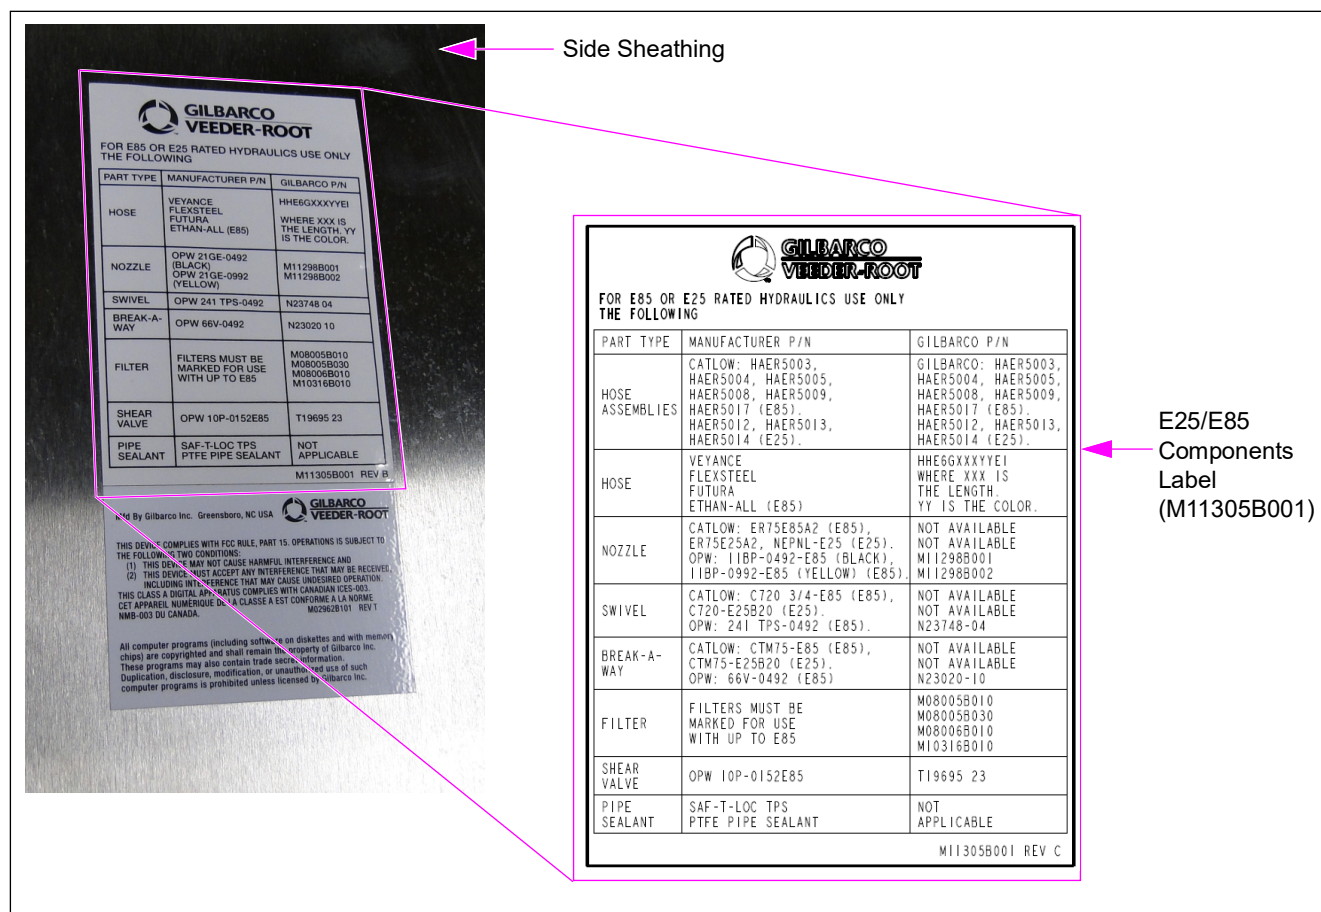 Side Sheathing
GILBARCO
VEEDER-ROOT
FOR E85 OR E25 RATED HYDRAULICS USE ONLY
THE FOLLOWING
PART TYPE MANUFACTURER P/N GILBARCO P/N
HOSE
VEYANCE
FLEXSTEEL
FUTURA
ETHAN-ALL (E85)
HHE6GXXXYYEI
WHERE XXX IS
THE LENGTH. YY
IS THE COLOR.
NOZZLE
OPW 21GE-0492
(BLACK)
OPW 21GE-0992
(YELLOW)
M11298B001
M11298B002
SWIVEL OPW 241 TPS-0492 N23748 04
BREAK-A-
WAY
OPW 66V-0492 N23020 10
FILTER
FILTERS MUST BE
MARKED FOR USE
WITH UP TO E85
M08005B010
M08005B030
M08006B010
M10316B010
SHEAR
VALVE
OPW 10P-0152E85 T19695 23
PIPE
SEALANT
SAF-T-LOC TPS
PTFE PIPE SEALANT
NOT
APPLICABLE
M11305B001 REV B
Mfd By Gilbarco Inc. Greensboro, NC USA
GILBARCO
VEEDER-ROOT
THIS DEVICE COMPLIES WITH FCC RULE, PART 15. OPERATIONS IS SUBJECT TO
THE FOLLOWING TWO CONDITIONS:
(1) THIS DEVICE MAY NOT CAUSE HARMFUL INTERFERENCE AND
(2) THIS DEVICE MUST ACCEPT ANY INTERFERENCE THAT MAY BE RECEIVED,
INCLUDING INTERFERENCE THAT MAY CAUSE UNDESIRED OPERATION.
THIS CLASS A DIGITAL APPARATUS COMPLIES WITH CANADIAN ICES-003.
CET APPAREIL NUMÉRIQUE DE LA CLASSE A EST CONFORME A LA NORME
NMB-003 DU CANADA. M02962B101 REV T
All computer programs (including software on diskettes and with memory
chips) are copyrighted and shall remain the property of Gilbarco Inc.
These programs may also contain trade secret information.
Duplication, disclosure, modification, or unauthorized use of such
computer programs is prohibited unless licensed by Gilbarco Inc.
GILBARCO
VEEDER-ROOT
FOR E85 OR E25 RATED HYDRAULICS USE ONLY
THE FOLLOWING
PART TYPE MANUFACTURER P/N GILBARCO P/N
HOSE
ASSEMBLIES
CATLOW: HAER5003,
HAER5004, HAER5005,
HAER5008, HAER5009,
HAER5017 (E85).
HAER5012, HAER5013,
HAER5014 (E25).
GILBARCO: HAER5003,
HAER5004, HAER5005,
HAER5008, HAER5009,
HAER5017 (E85).
HAER5012, HAER5013,
HAER5014 (E25).
HOSE
VEYANCE
FLEXSTEEL
FUTURA
ETHAN-ALL (E85)
HHE6GXXXYYEI
WHERE XXX IS
THE LENGTH.
YY IS THE COLOR.
NOZZLE
CATLOW: ER75E85A2 (E85),
ER75E25A2, NEPNL-E25 (E25).
OPW: 11BP-0492-E85 (BLACK),
11BP-0992-E85 (YELLOW) (E85).
NOT AVAILABLE
NOT AVAILABLE
M11298B001
M11298B002
SWIVEL
CATLOW: C720 3/4-E85 (E85),
C720-E25B20 (E25).
OPW: 241 TPS-0492 (E85).
NOT AVAILABLE
NOT AVAILABLE
N23748-04
BREAK-A-
WAY
CATLOW: CTM75-E85 (E85),
CTM75-E25B20 (E25).
OPW: 66V-0492 (E85)
NOT AVAILABLE
NOT AVAILABLE
N23020-10
FILTER
FILTERS MUST BE
MARKED FOR USE
WITH UP TO E85
M08005B010
M08005B030
M08006B010
M10316B010
SHEAR
VALVE
OPW 10P-0152E85 T19695 23
PIPE
SEALANT
SAF-T-LOC TPS
PTFE PIPE SEALANT
NOT
APPLICABLE
M11305B001 REV C
E25/E85
Components
Label
(M11305B001)